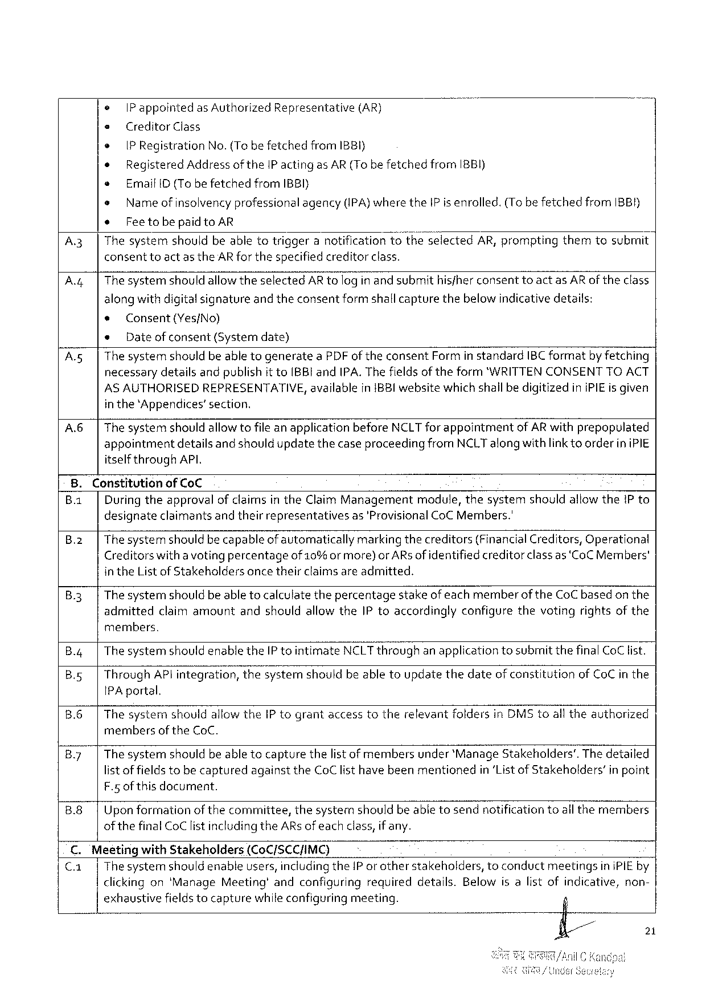 • IP appointed as Authorized Representative (AR)
• Creditor Class
• IP Registration No. (To be fetched from IBBI)
• Registered Address of the IP acting as AR (To be fetched from IBBI)
• Email ID (To be fetched from IBBI)
• Name of insolvency professional agency (IPA) where the IP is enrolled. (To be fetched from IBBI)
• Fee to be paid to AR
A.3 The system should be able to trigger a notification to the selected AR, prompting them to submit
consent to act as the AR for the specified creditor class.
A.4 The system should allow the selected AR to log in and submit his/her consent to act as AR of the class
along with digital signature and the consent form shall capture the below indicative details:
• Consent (Yes/No)
• Date of consent (System date)
A.5 The system should be able to generate a PDF of the consent Form in standard IBC format by fetching
necessary details and publish it to IBBI and IPA. The fields of the form 'WRITTEN CONSENT TO ACT
AS AUTHORISED REPRESENTATIVE, available in IBBI website which shall be digitized in iPIE is given
in the 'Appendices' section.
A.6 The system should allow to file an application before NCLT for appointment of AR with prepopulated
appointment details and should update the case proceeding from NCLT along with link to order in iPIE
itself through API.
B. Constitution of CoC
B.1 During the approval of claims in the Claim Management module, the system should allow the IP to
designate claimants and their representatives as 'Provisional CoC Members.'
B.2 The system should be capable of automatically marking the creditors (Financial Creditors, Operational
Creditors with a voting percentage of 10% or more) or ARs of identified creditor class as 'CoC Members'
in the List of Stakeholders once their claims are admitted.
B.3 The system should be able to calculate the percentage stake of each member of the CoC based on the
admitted claim amount and should allow the IP to accordingly configure the voting rights of the
members.
B.4 The system should enable the IP to intimate NCLT through an application to submit the final CoC list.
B.5 Through API integration, the system should be able to update the date of constitution of CoC in the
IPA portal.
B.6 The system should allow the IP to grant access to the relevant folders in DMS to all the authorized
members of the CoC.
B.7 The system should be able to capture the list of members under 'Manage Stakeholders'. The detailed
list of fields to be captured against the CoC list have been mentioned in 'List of Stakeholders' in point
F.5 of this document.
B.8 Upon formation of the committee, the system should be able to send notification to all the members
of the final CoC list including the ARs of each class, if any.
C. Meeting with Stakeholders (CoC/SCC/IMC)
C.1 The system should enable users, including the IP or other stakeholders, to conduct meetings in iPIE by
clicking on 'Manage Meeting' and configuring required details. Below is a list of indicative, non-
exhaustive fields to capture while configuring meeting.
21
/Anil C Kandpal
/Under Secretary